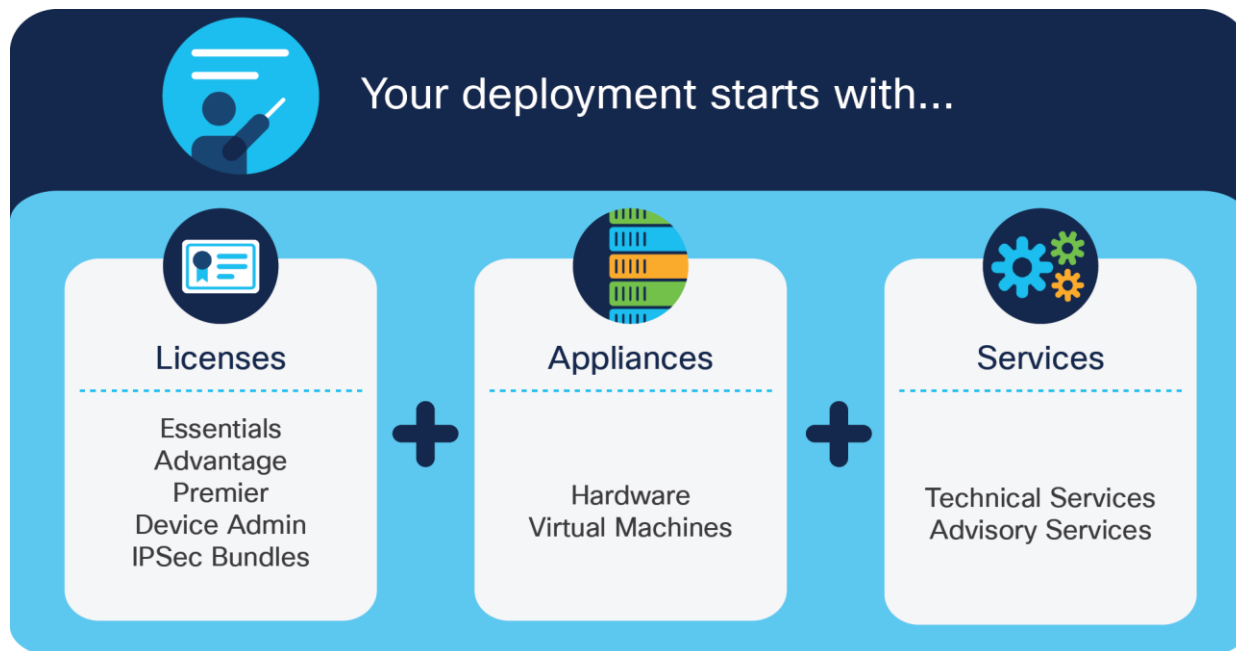 Your deployment starts with...
Licenses
Essentials
Advantage
Premier
Device Admin
IPSec Bundles
Appliances
Hardware
Virtual Machines
Services
Technical Services
Advisory Services